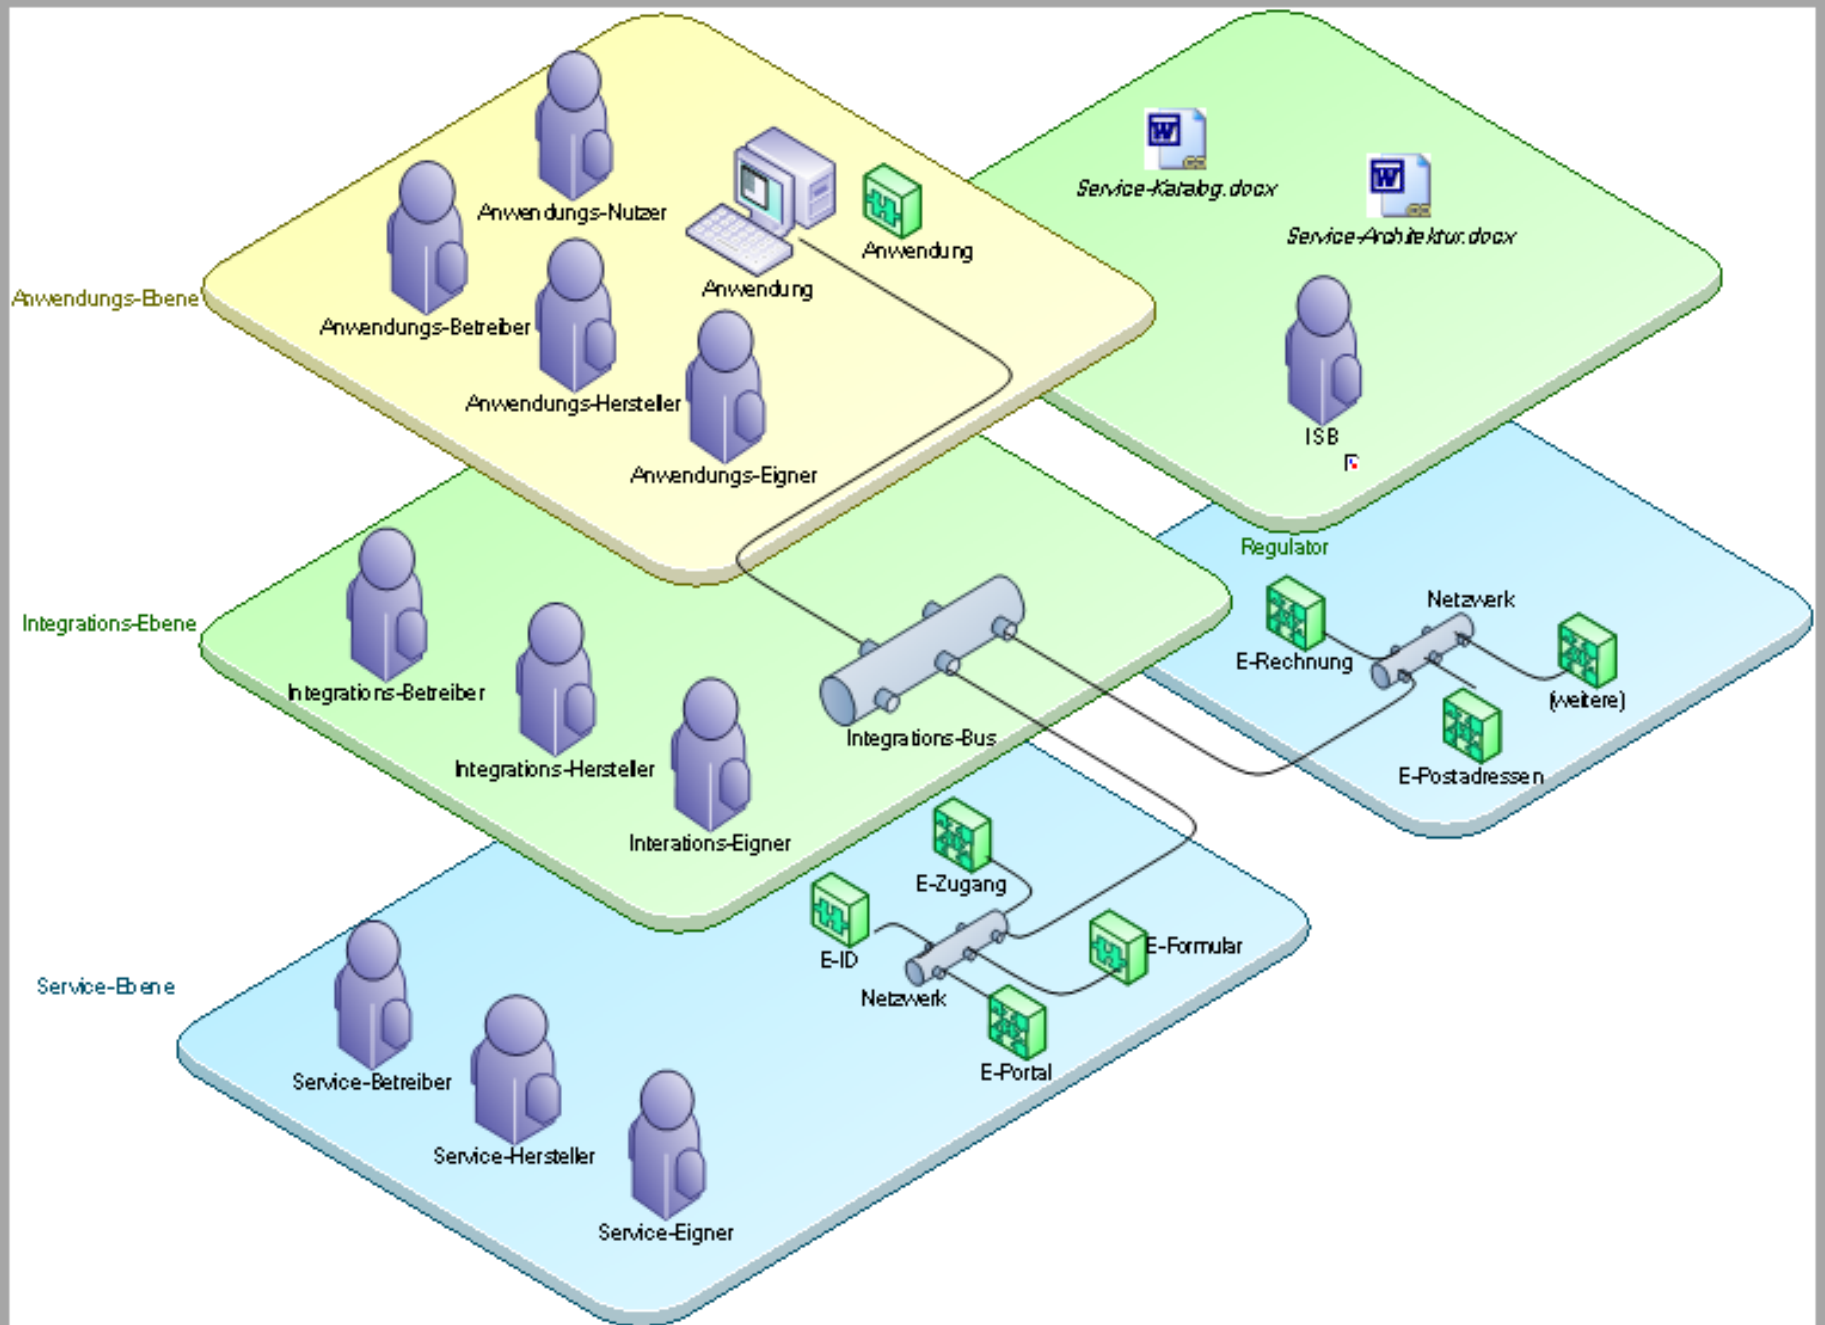 Anwendungs-Ebene
Anwendungs-Nutzer
Anwendungs-Betreiber
Anwendungs-Hersteller
Anwendungs-Eigner
Anwendung
Anwendung
W
Service-Katalog.docx
W
Service-Architektur.docx
ISB
Regulator
Integrations-Ebene
Integrations-Betreiber
Integrations-Hersteller
Interations-Eigner
Integrations-Bus
E-Rechnung
Netzwerk
(weitere)
E-Postadressen
Service-Ebene
Service-Betreiber
Service-Hersteller
Service-Eigner
E-Zugang
E-ID
Netzwerk
E-Formular
E-Portal